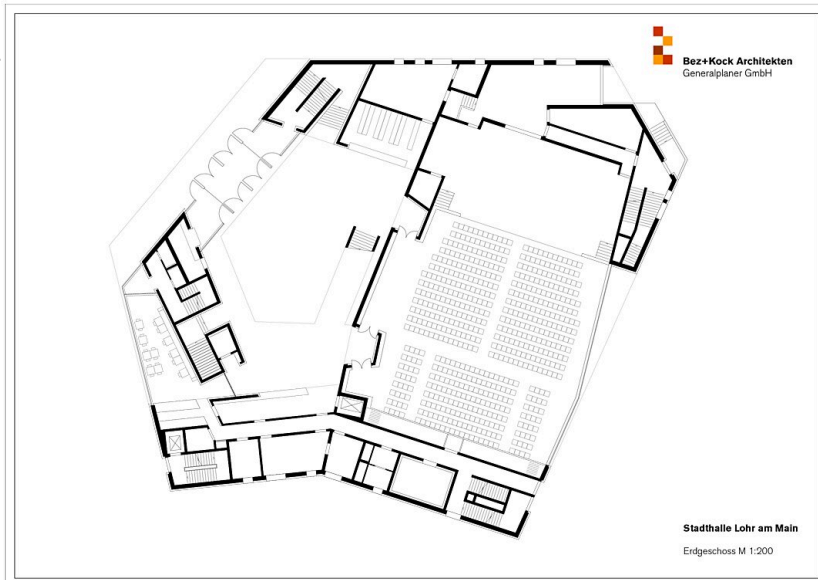 Bez+Kock Architekten
Generalplaner GmbH
Stadthalle Lohr am Main
Erdgeschoss M 1:200